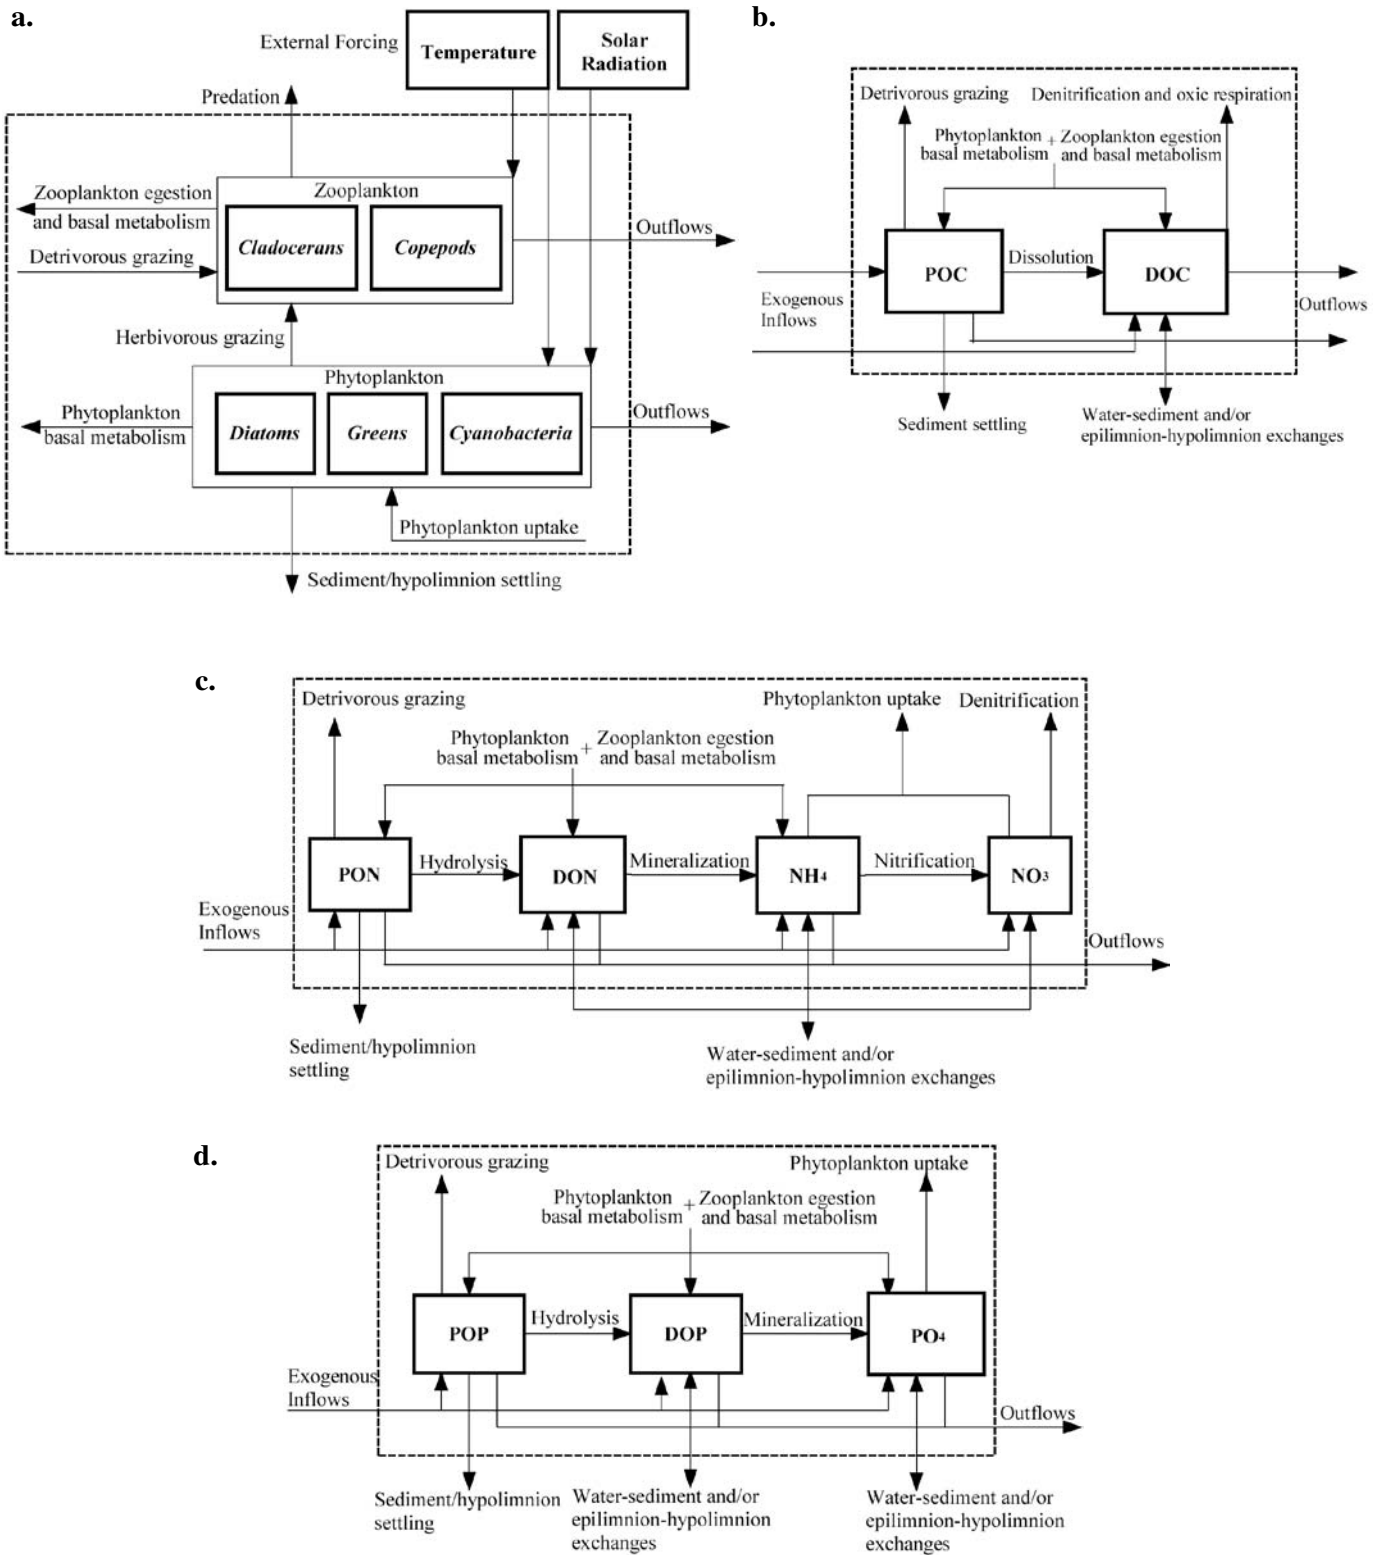 a.
External Forcing
Temperature
Solar
Radiation
Predation
Zooplankton egestion
and basal metabolism
Detrivorous grazing
Zooplankton
Cladocerans
Copepods
Outflows
Herbivorous grazing
Phytoplankton
Phytoplankton
basal metabolism
Diatoms
Greens
Cyanobacteria
Outflows
Phytoplankton uptake
Sediment/hypolimnion settling
b.
Detrivorous grazing
Denitrification and oxic respiration
Phytoplankton + Zooplankton egestion
basal metabolism and basal metabolism
POC
Dissolution
DOC
Exogenous
Inflows
Outflows
Sediment settling
Water-sediment and/or
epilimnion-hypolimnion exchanges
c.
Detrivorous grazing
Phytoplankton uptake
Denitrification
Phytoplankton + Zooplankton egestion
basal metabolism and basal metabolism
PON
Hydrolysis
DON
Mineralization
NH4
Nitrification
NO3
Exogenous
Inflows
Outflows
Sediment/hypolimnion
settling
Water-sediment and/or
epilimnion-hypolimnion exchanges
d.
Detrivorous grazing
Phytoplankton uptake
Phytoplankton + Zooplankton egestion
basal metabolism and basal metabolism
POP
Hydrolysis
DOP
Mineralization
PO4
Exogenous
Inflows
Outflows
Sediment/hypolimnion
settling
Water-sediment and/or
epilimnion-hypolimnion
exchanges
Water-sediment and/or
epilimnion-hypolimnion
exchanges